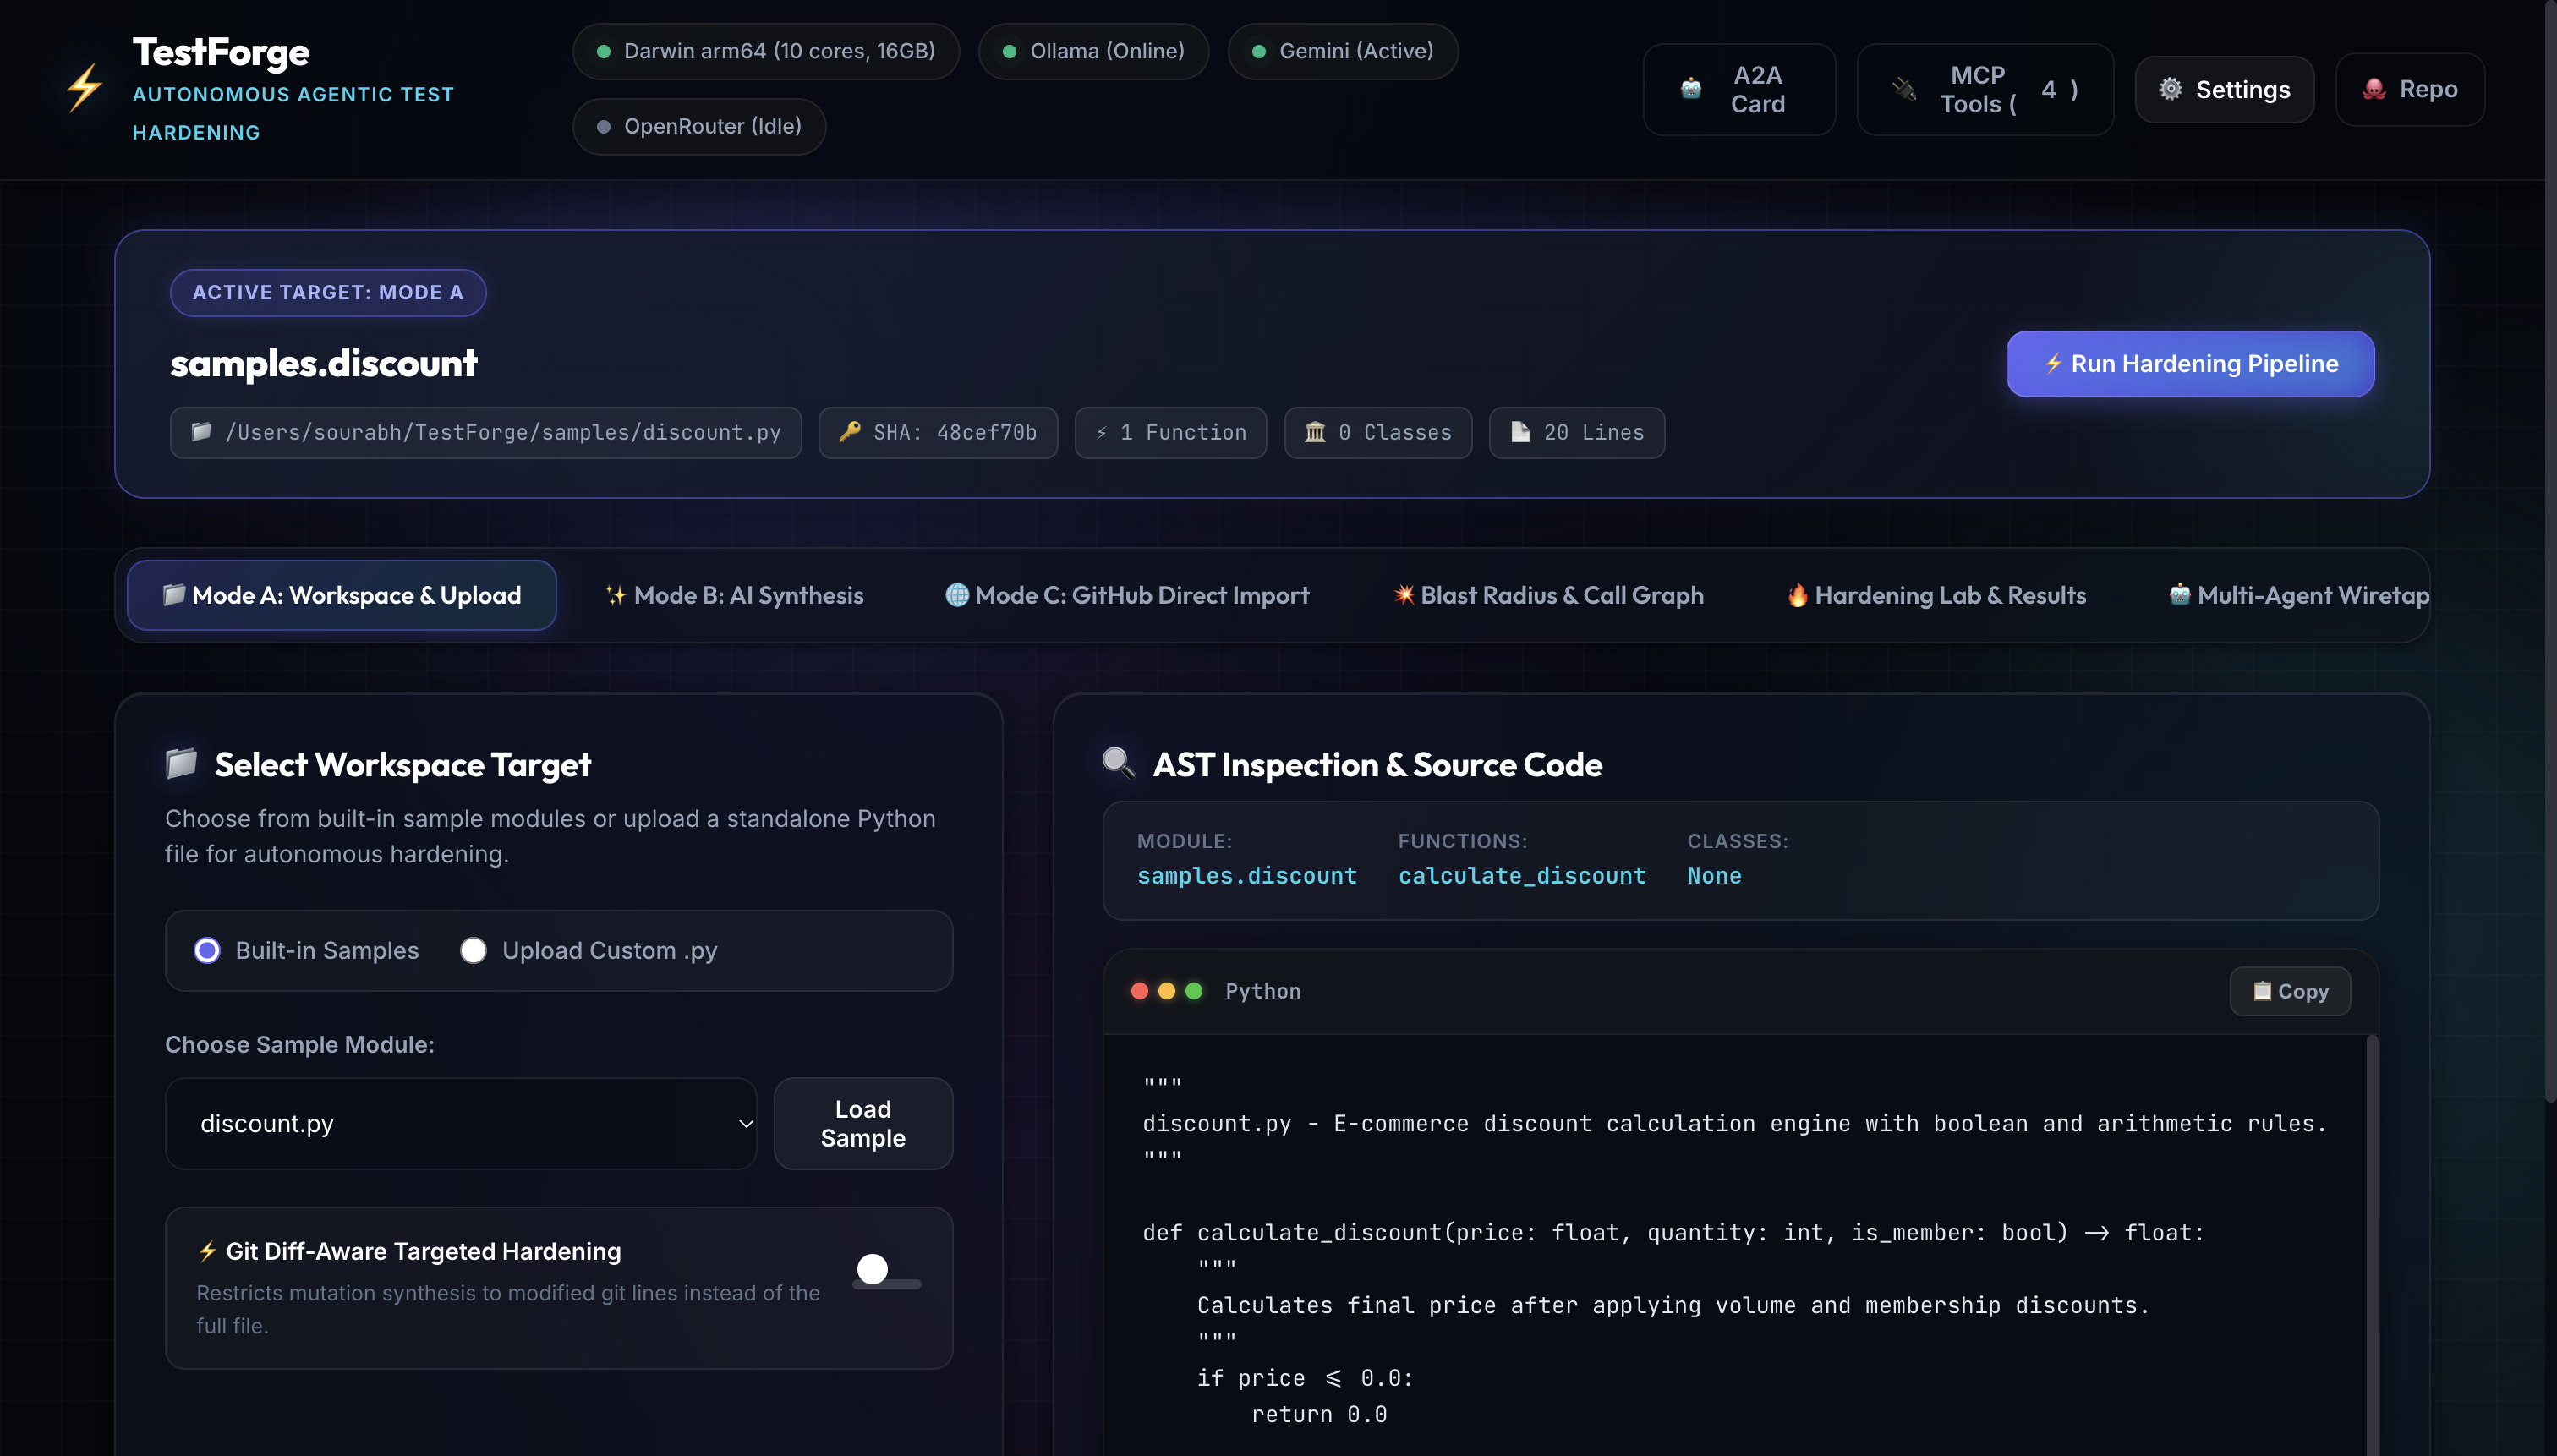 TestForge
AUTONOMOUS AGENTIC TEST
HARDENING
Darwin arm64 (10 cores, 16GB)
Ollama (Online)
Gemini (Active)
OpenRouter (Idle)
A2A
Card
MCP
Tools ( 4 )
Settings
Repo
ACTIVE TARGET: MODE A
samples.discount
/Users/sourabh/TestForge/samples/discount.py
SHA: 48cef70b
1 Function
0 Classes
20 Lines
Run Hardening Pipeline
Mode A: Workspace & Upload
Mode B: AI Synthesis
Mode C: GitHub Direct Import
Blast Radius & Call Graph
Hardening Lab & Results
Multi-Agent Wiretap
Select Workspace Target
Choose from built-in sample modules or upload a standalone Python
file for autonomous hardening.
Built-in Samples
Upload Custom .py
Choose Sample Module:
discount.py
Load
Sample
Git Diff-Aware Targeted Hardening
Restricts mutation synthesis to modified git lines instead of the
full file.
AST Inspection & Source Code
MODULE:
samples.discount
FUNCTIONS:
calculate_discount
CLASSES:
None
Python
Copy
"""
discount.py - E-commerce discount calculation engine with boolean and arithmetic rules.
"""
def calculate_discount(price: float, quantity: int, is_member: bool) -> float:
"""
Calculates final price after applying volume and membership discounts.
"""
if price <= 0.0:
return 0.0